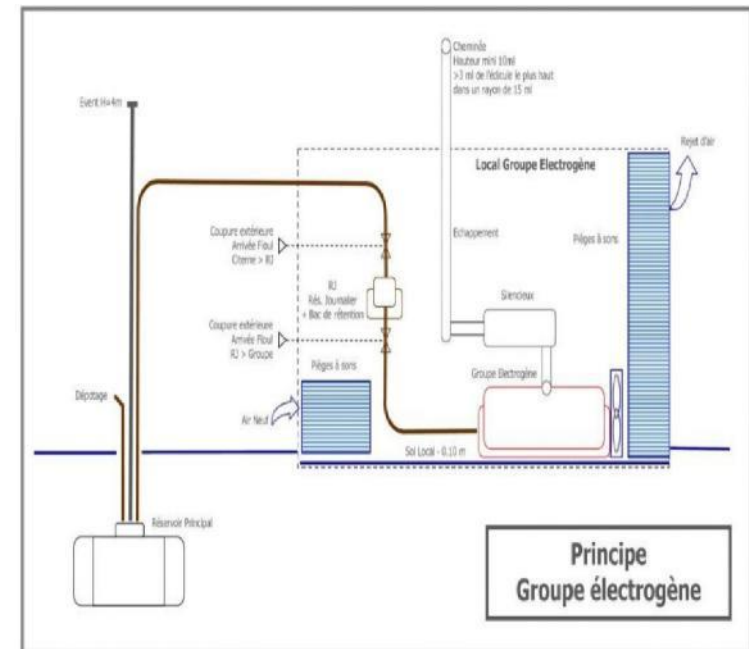 Cheminée
Hauteur mini 10ml
>3 ml de l'édicule le plus haut
dans un rayon de 15 ml
Event H=4m
Local Groupe Electrogène
Rejet d'air
Coupure extérieure
Arrivée Fioul
Citerne > RJ
Echappement
Pièges à sons
RJ
Rés. Journalier
+ Bac de rétention
Silencieux
Coupure extérieure
Arrivée Fioul
RJ > Groupe
Pièges à sons
Groupe Electrogène
Dépotage
Air Neuf
Sol Local - 0.10 m
Réservoir Principal
Principe
Groupe électrogène